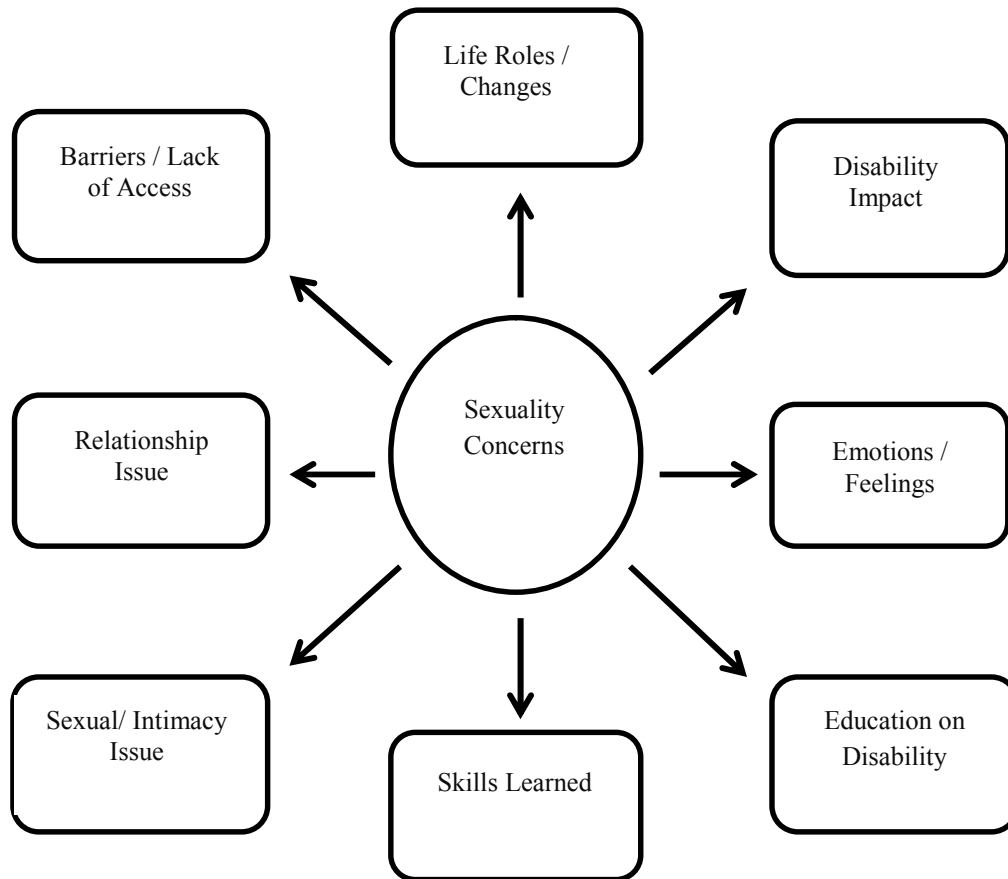 Life Roles /
Changes
Barriers / Lack
of Access
Disability
Impact
Sexuality
Concerns
Relationship
Issue
Emotions /
Feelings
Sexual/ Intimacy
Issue
Skills Learned
Education on
Disability